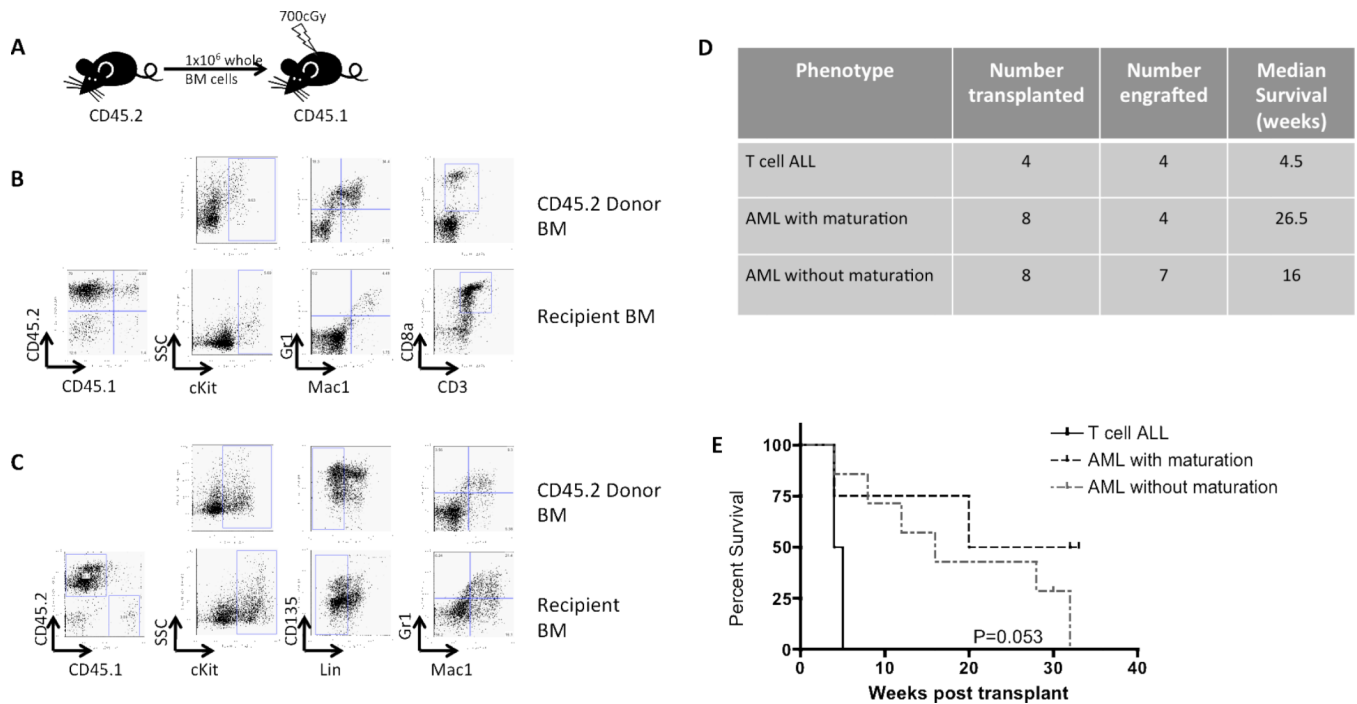 A
700cGy
1x10⁶ whole
BM cells
CD45.2
CD45.1
B
CD45.2 Donor
BM
Recipient BM
CD45.2
CD45.1
SSC
cKit
Gr1
Mac1
CD8a
CD3
C
CD45.2 Donor
BM
Recipient
BM
CD45.2
CD45.1
SSC
cKit
CD135
Lin
Gr1
Mac1
D
Phenotype
Number
transplanted
Number
engrafted
Median
Survival
(weeks)
T cell ALL 4 4 4.5
AML with maturation 8 4 26.5
AML without maturation 8 7 16
E
T cell ALL
AML with maturation
AML without maturation
Percent Survival
100
75
50
25
0
P=0.053
0 10 20 30 40
Weeks post transplant